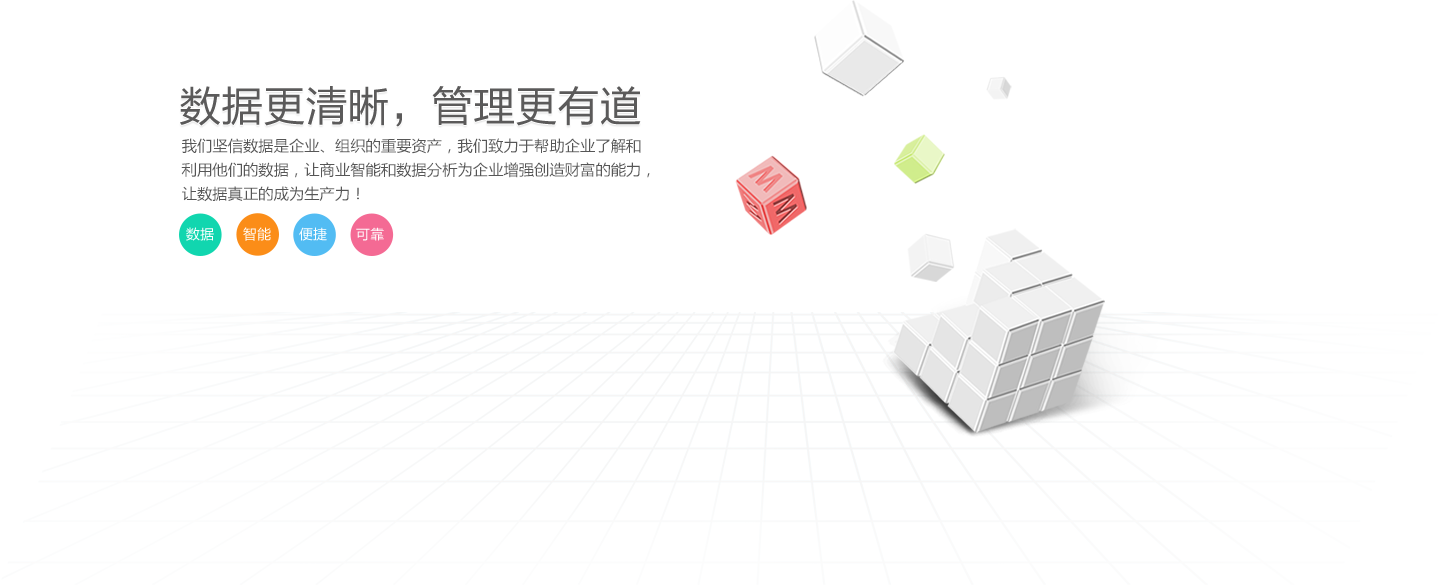 数据更清晰，管理更有道
我们坚信数据是企业、组织的重要资产，我们致力于帮助企业了解和
利用他们的数据，让商业智能和数据分析为企业增强创造财富的能力，
让数据真正的成为生产力！
数据 智能 便捷 可靠
M M M